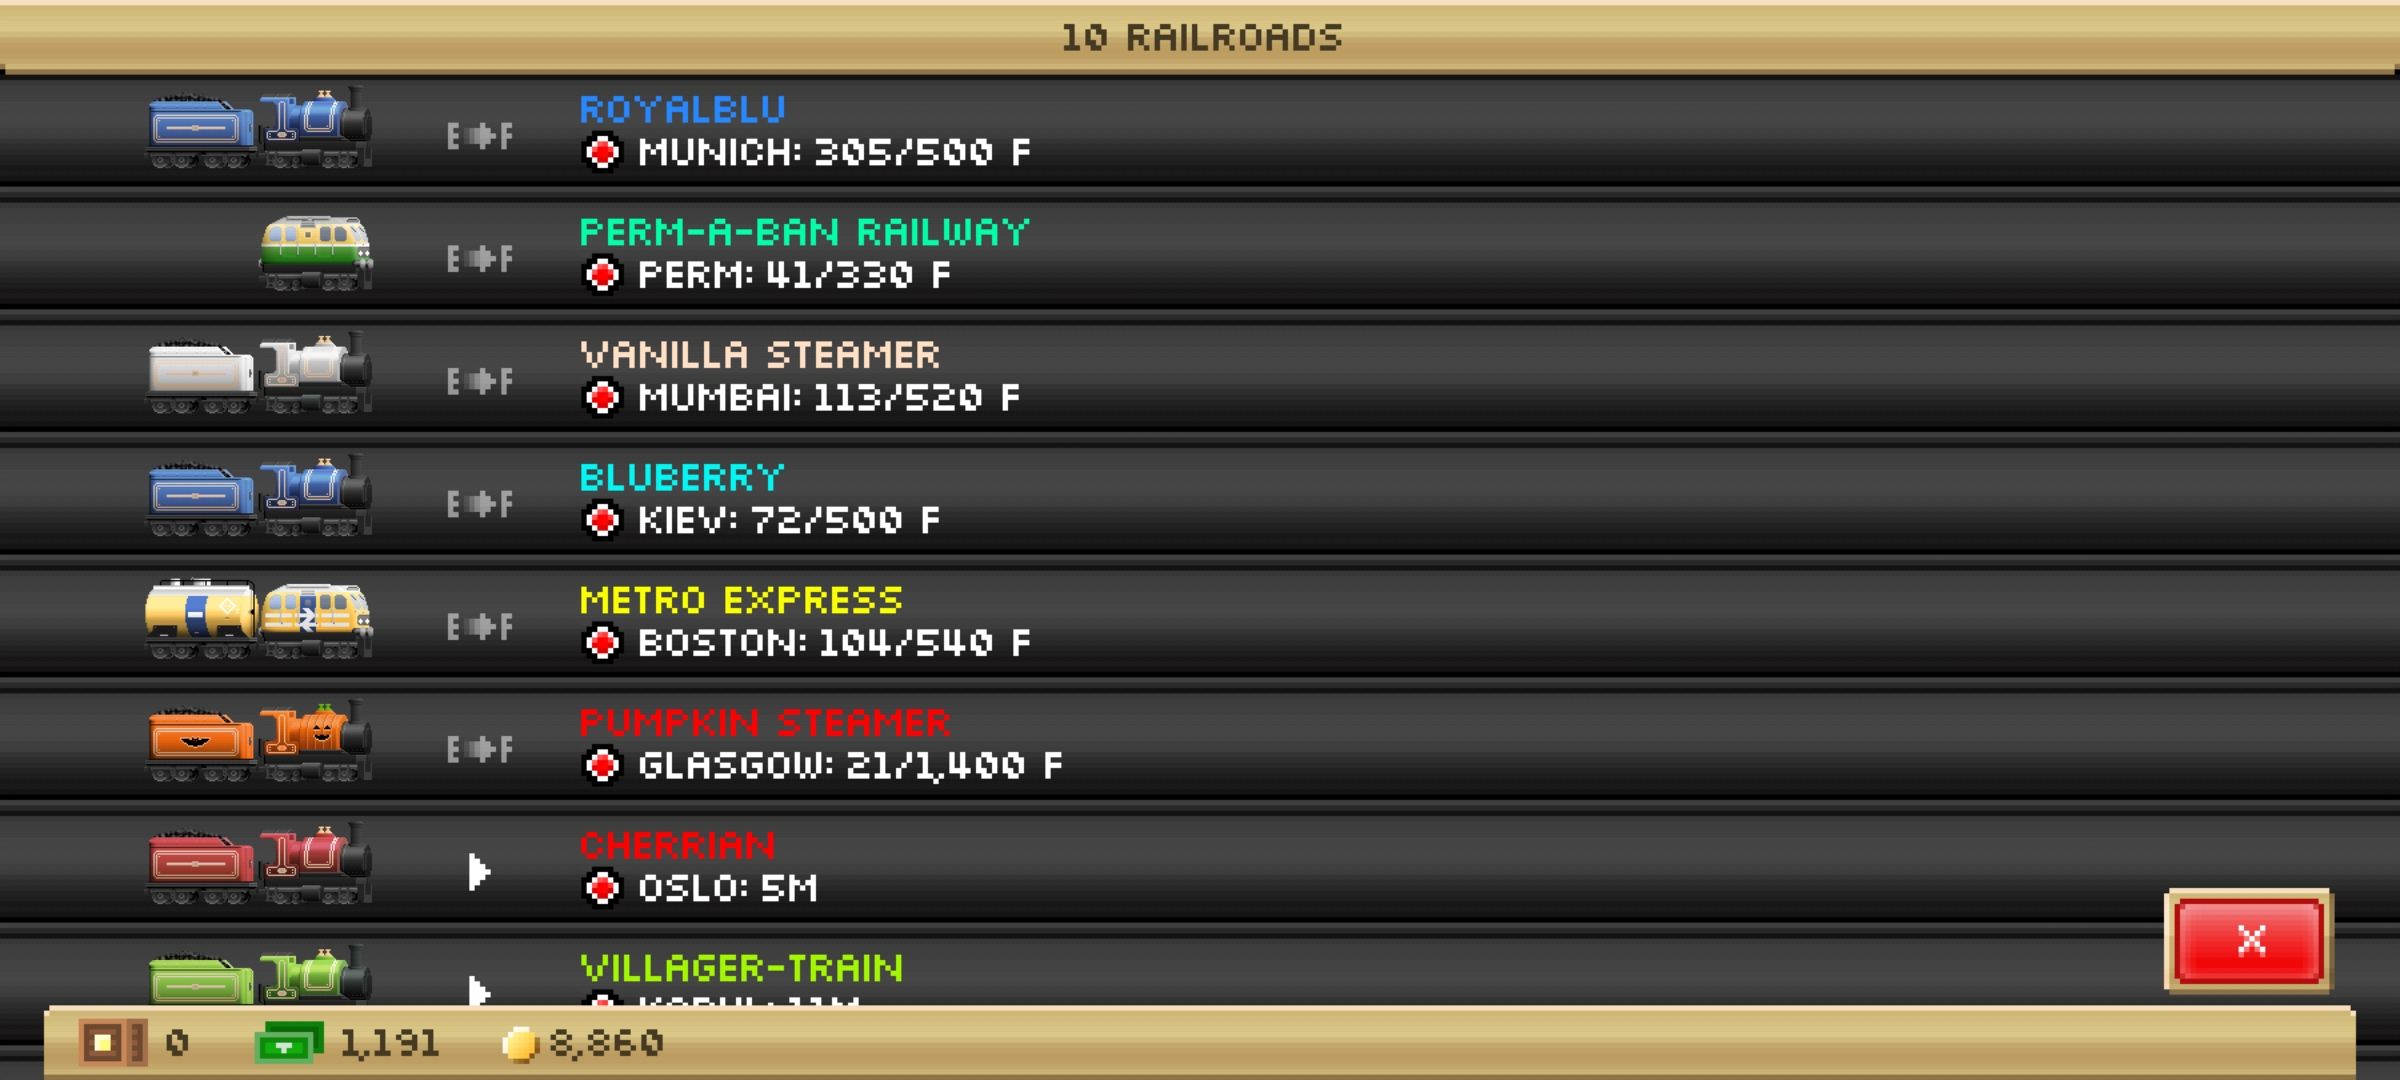 10 RAILROADS
E F
ROYALBLU
MUNICH: 305/500 F
E F
PERM-A-BAN RAILWAY
PERM: 41/330 F
E F
VANILLA STEAMER
MUMBAI: 113/520 F
E F
BLUBERRY
KIEV: 72/500 F
E F
METRO EXPRESS
BOSTON: 104/540 F
E F
PUMPKIN STEAMER
GLASGOW: 21/1,400 F
CHERRIAN
OSLO: 5M
VILLAGER-TRAIN
X
0 1,191 8,860